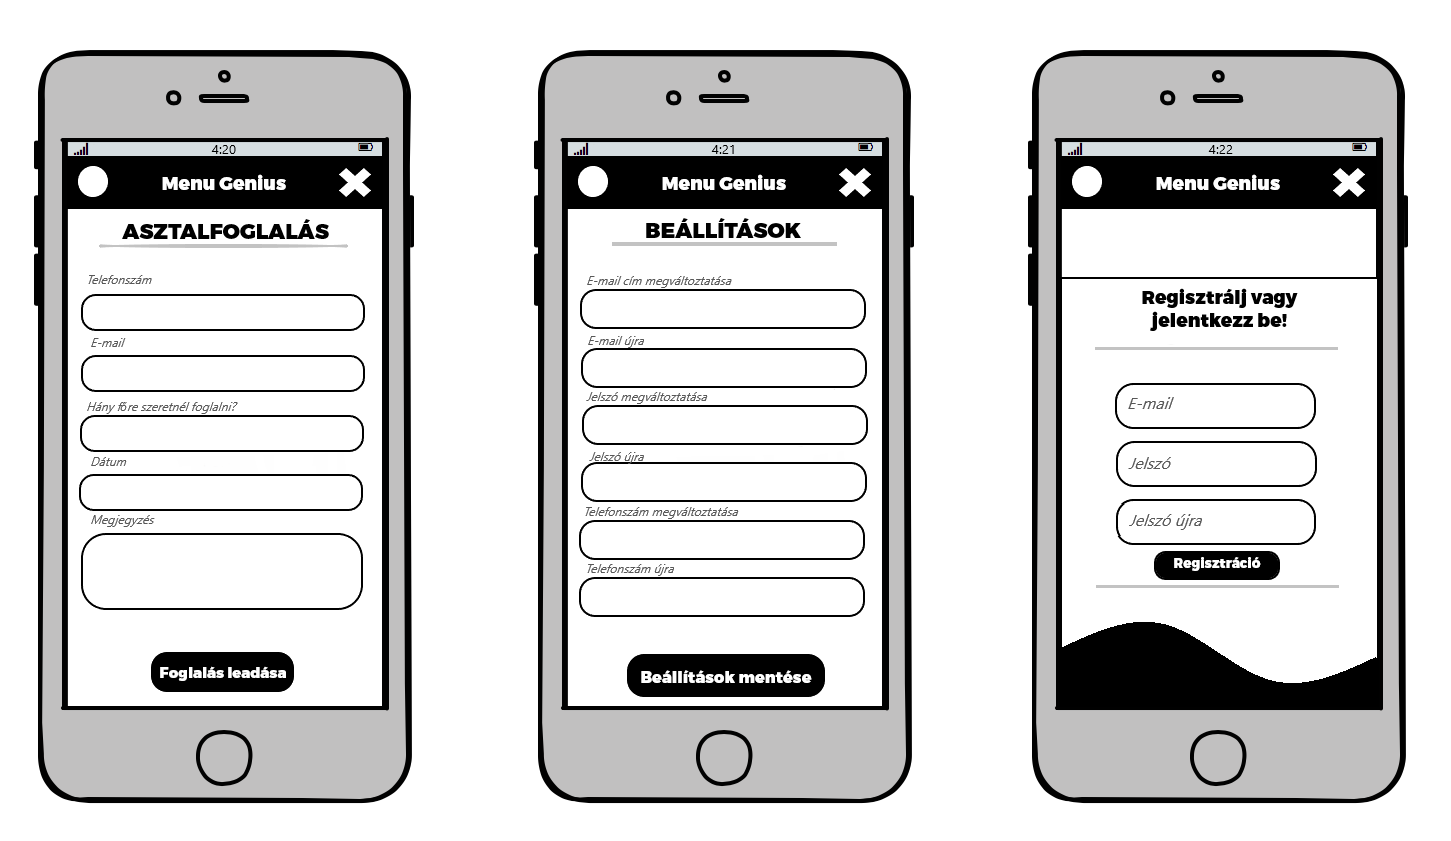 4:20
Menu Genius
ASZTALFOGLALÁS
Telefonszám
E-mail
Hány főre szeretnél foglalni?
Dátum
Megjegyzés
Foglalás leadása
4:21
Menu Genius
BEÁLLÍTÁSOK
E-mail cím megváltoztatása
E-mail újra
Jelszó megváltoztatása
Jelszó újra
Telefonszám megváltoztatása
Telefonszám újra
Beállítások mentése
4:22
Menu Genius
Regisztrálj vagy
jelentkezz be!
E-mail
Jelszó
Jelszó újra
Regisztráció